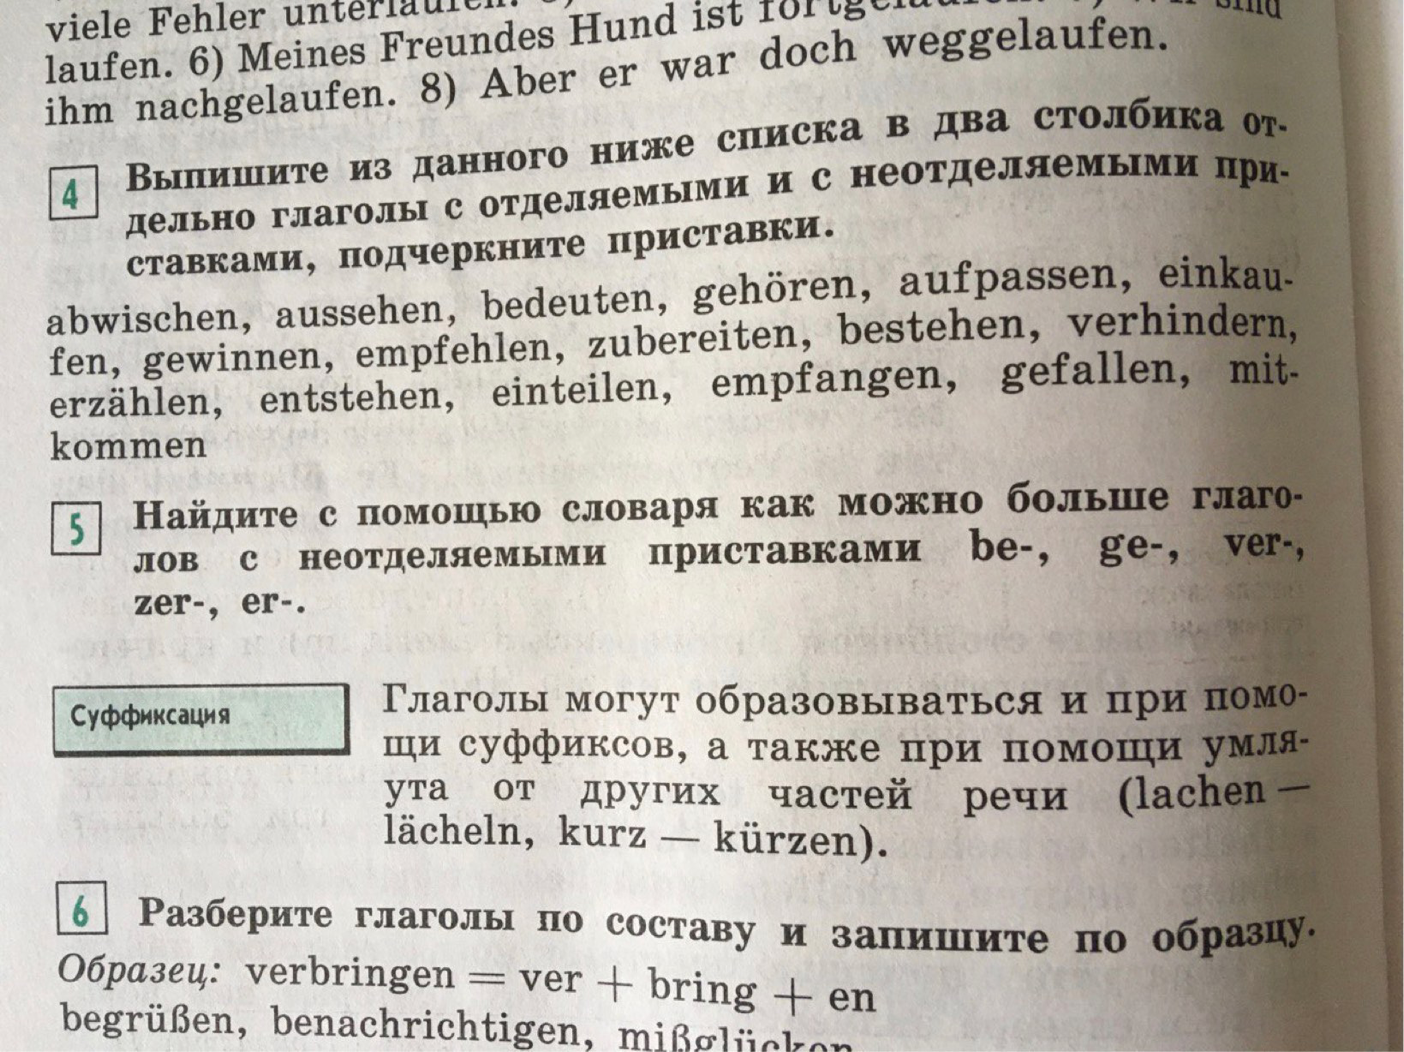 viele Fehler
laufen. 6) Meines Freundes Hund ist
ihm nachgelaufen. 8) Aber er war doch weggelaufen.
4 Выпишите из данного ниже списка в два столбика от-
дельно глаголы с отделяемыми и с неотделяемыми при-
ставками, подчеркните приставки.
abwischen, aussehen, bedeuten, gehören, aufpassen, einkau-
fen, gewinnen, empfehlen, zubereiten, bestehen, verhindern,
erzählen, entstehen, einteilen, empfangen, gefallen, mit-
kommen
5 Найдите с помощью словаря как можно больше глаго-
лов с неотделяемыми приставками be-, ge-, ver-,
zer-, er-.
Суффиксация
Глаголы могут образовываться и при помо-
щи суффиксов, а также при помощи умля-
ута от других частей речи (lachen —
lächeln, kurz — kürzen).
6 Разберите глаголы по составу и запишите по образцу.
Образец: verbringen = ver + bring + en
begrüßen, benachrichtigen, mißglücken